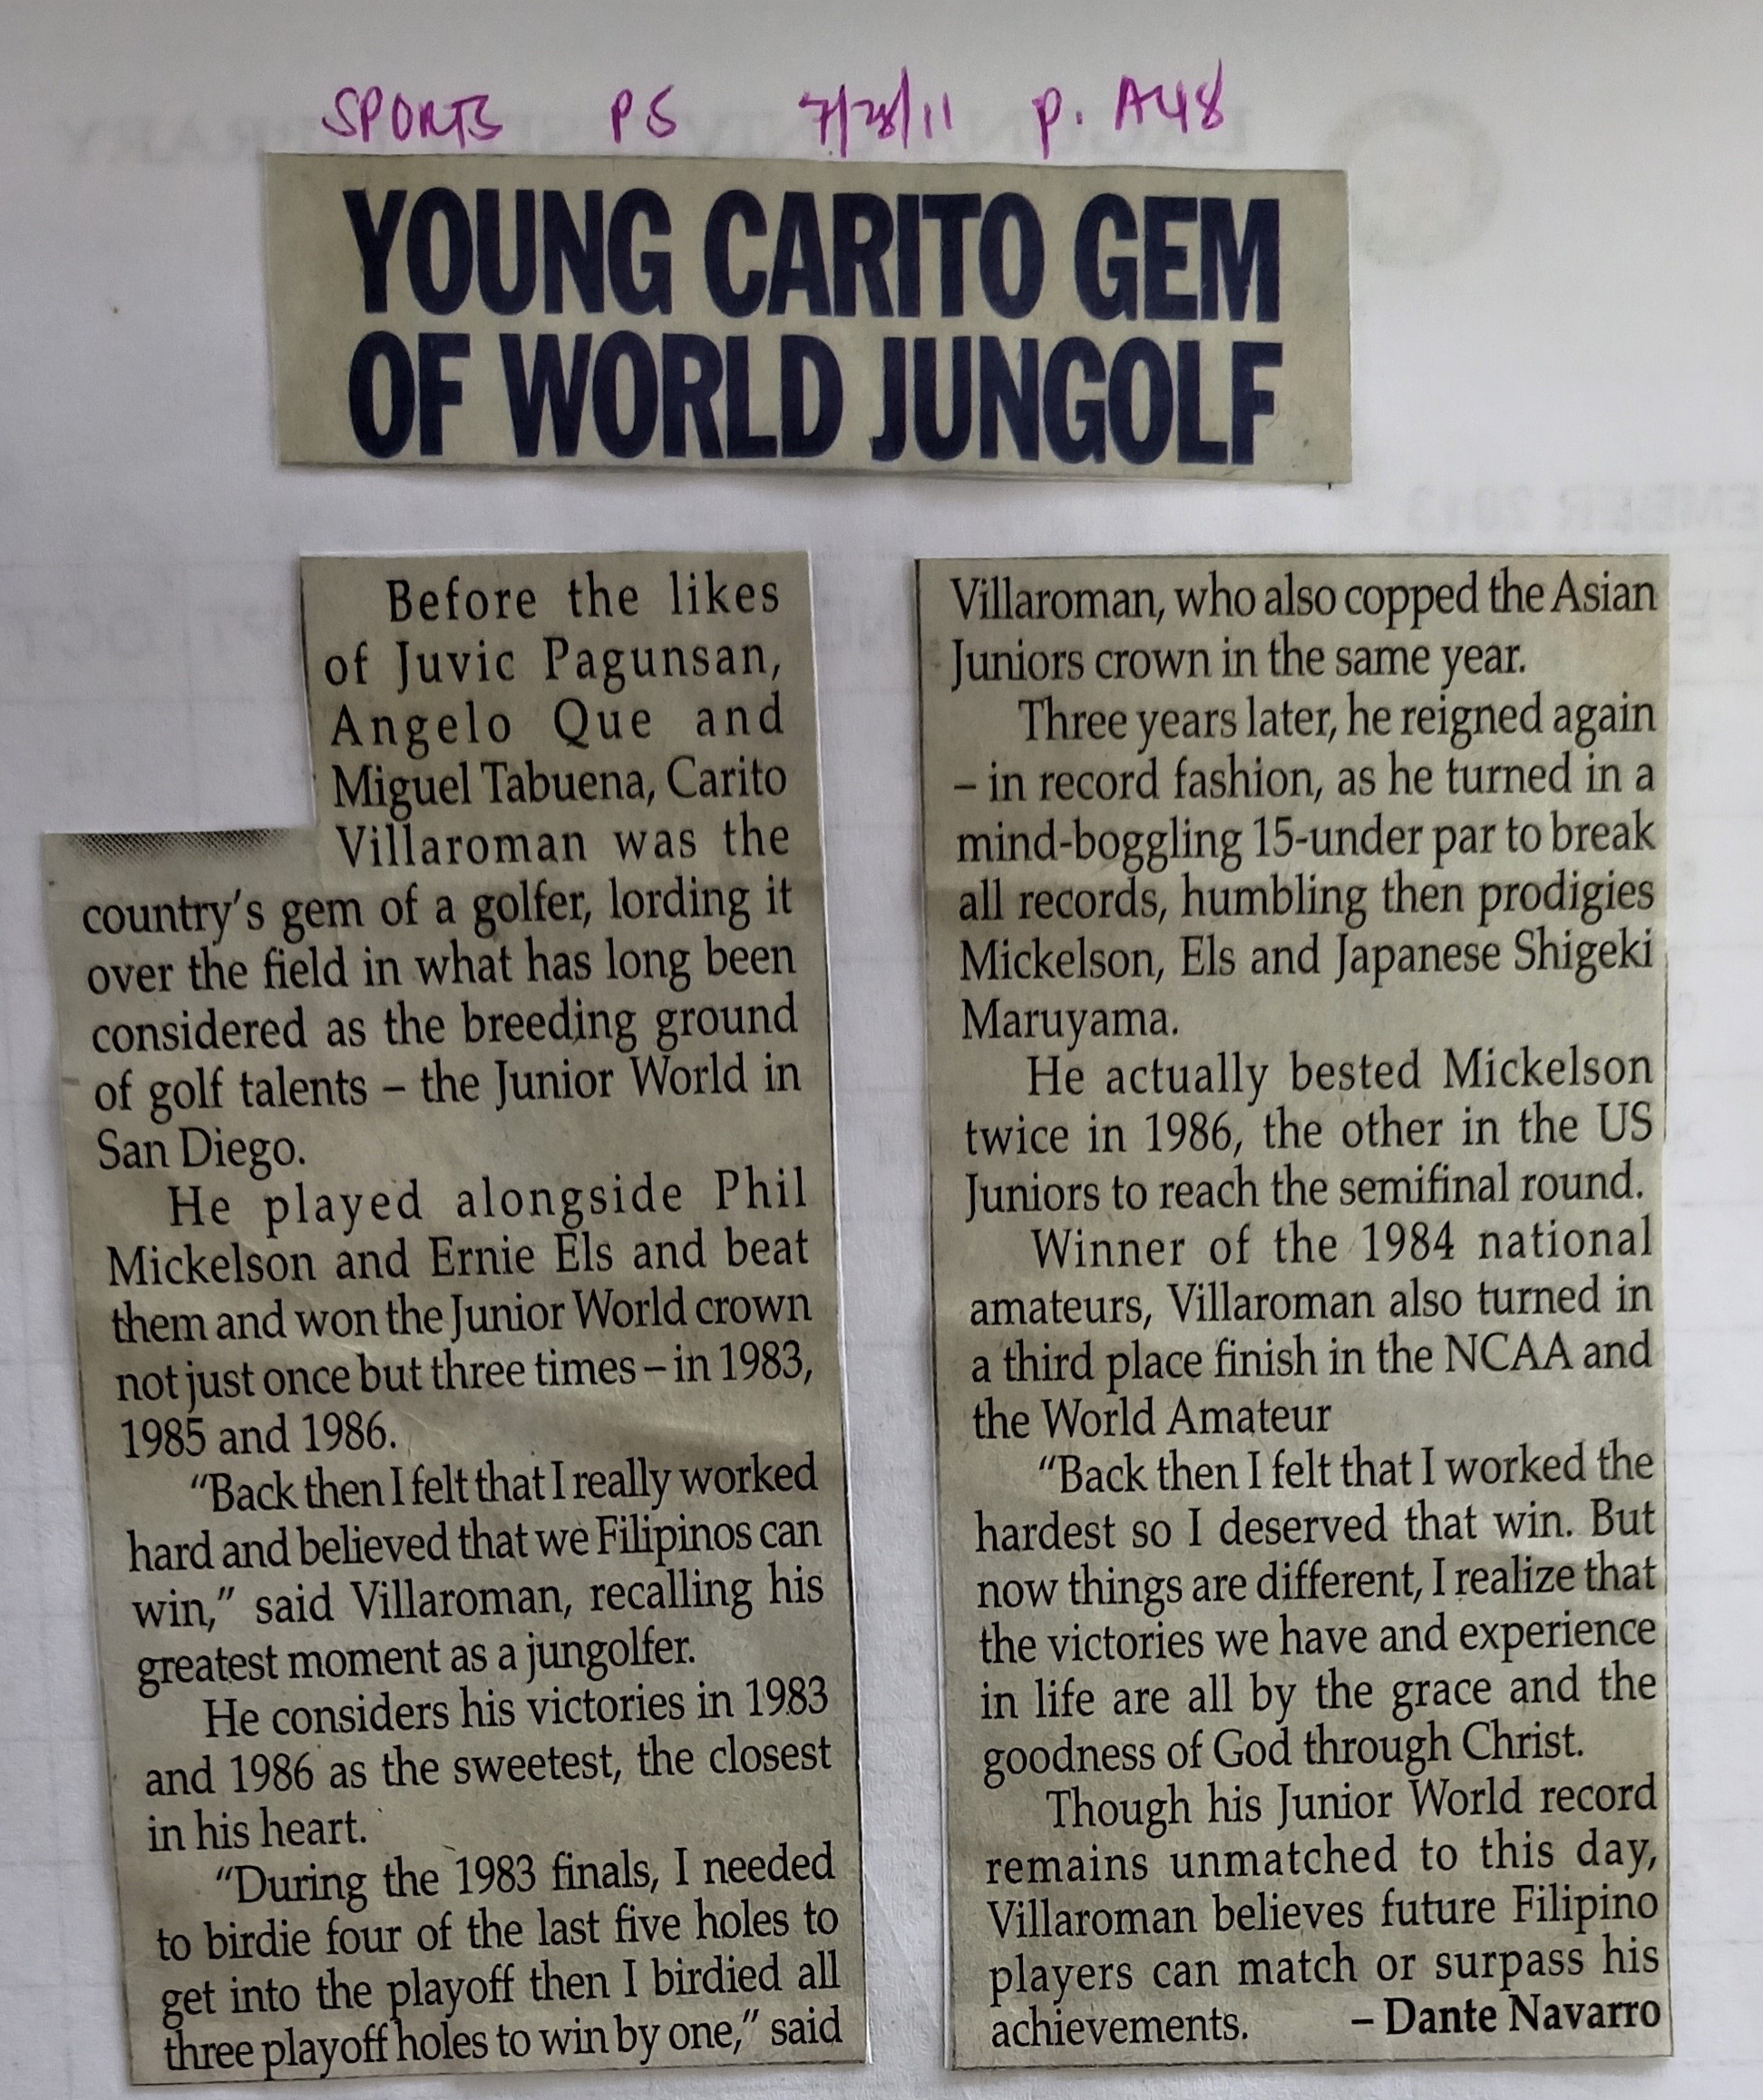 SPORTS PS 7/28/11 p. A48
YOUNG CARITO GEM
OF WORLD JUNGOLF
Before the likes
of Juvic Pagunsan,
Angelo Que and
Miguel Tabuena, Carito
Villaroman was the
country's gem of a golfer, lording it
over the field in what has long been
considered as the breeding ground
of golf talents – the Junior World in
San Diego.
He played alongside Phil
Mickelson and Ernie Els and beat
them and won the Junior World crown
not just once but three times – in 1983,
1985 and 1986.
"Back then I felt that I really worked
hard and believed that we Filipinos can
win," said Villaroman, recalling his
greatest moment as a jungolfer.
He considers his victories in 1983
and 1986 as the sweetest, the closest
in his heart.
"During the 1983 finals, I needed
to birdie four of the last five holes to
get into the playoff then I birdied all
three playoff holes to win by one," said
Villaroman, who also copped the Asian
Juniors crown in the same year.
Three years later, he reigned again
– in record fashion, as he turned in a
mind-boggling 15-under par to break
all records, humbling then prodigies
Mickelson, Els and Japanese Shigeki
Maruyama.
He actually bested Mickelson
twice in 1986, the other in the US
Juniors to reach the semifinal round.
Winner of the 1984 national
amateurs, Villaroman also turned in
a third place finish in the NCAA and
the World Amateur
"Back then I felt that I worked the
hardest so I deserved that win. But
now things are different, I realize that
the victories we have and experience
in life are all by the grace and the
goodness of God through Christ.
Though his Junior World record
remains unmatched to this day,
Villaroman believes future Filipino
players can match or surpass his
achievements. – Dante Navarro